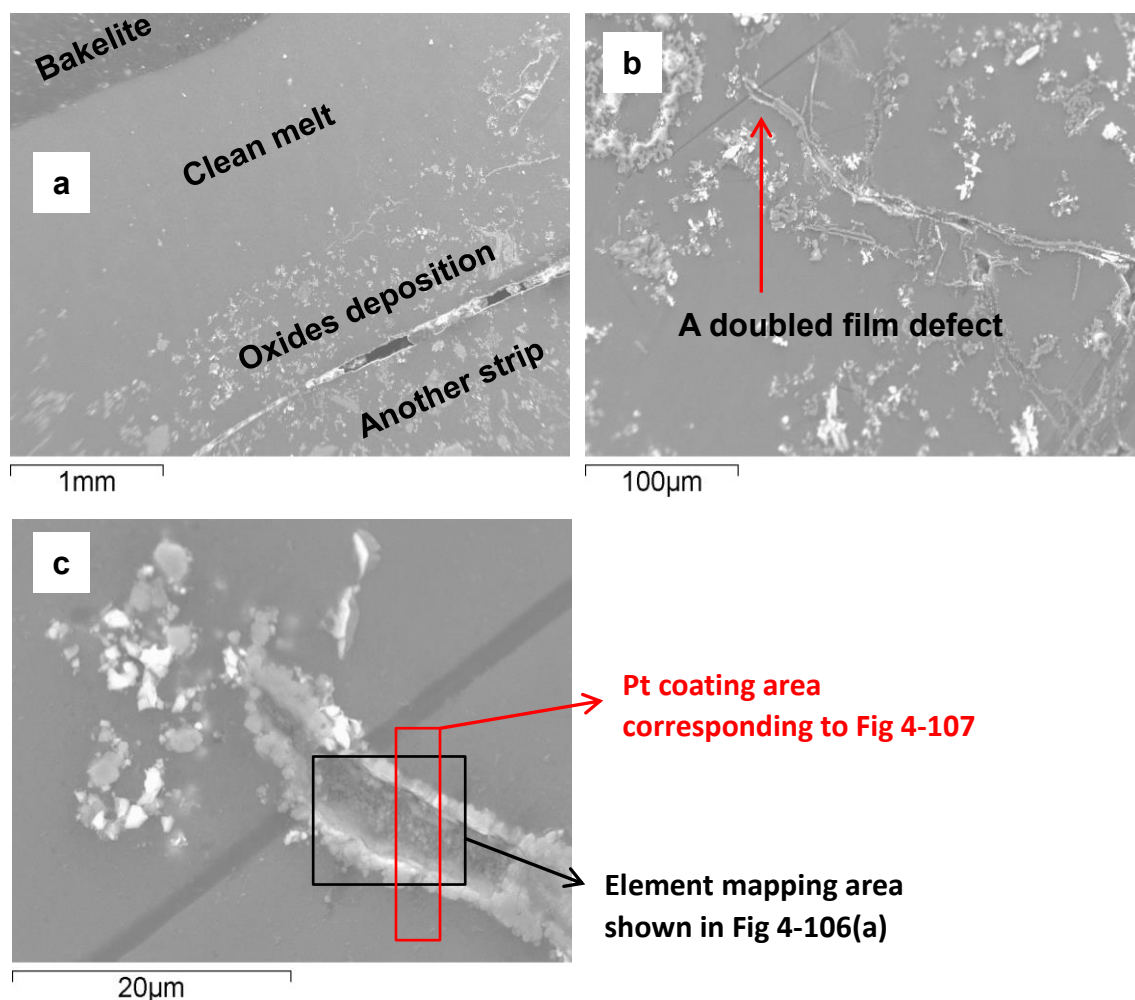 Bakelite
Clean melt
a
Oxides deposition
Another strip
1mm
b
A doubled film defect
100µm
c
Pt coating area
corresponding to Fig 4-107
Element mapping area
shown in Fig 4-106(a)
20µm